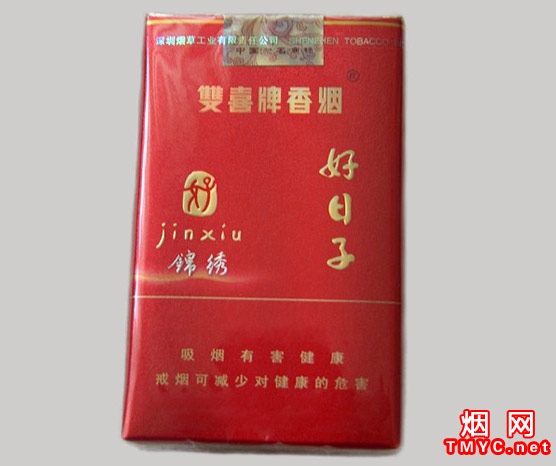 深圳烟草工业有限责任公司 SHENZHEN TOBACCO
雙喜牌香烟®
好日子
jinxiu
錦绣
吸烟有害健康
戒烟可减少对健康的危害
烟网
TMYC.net